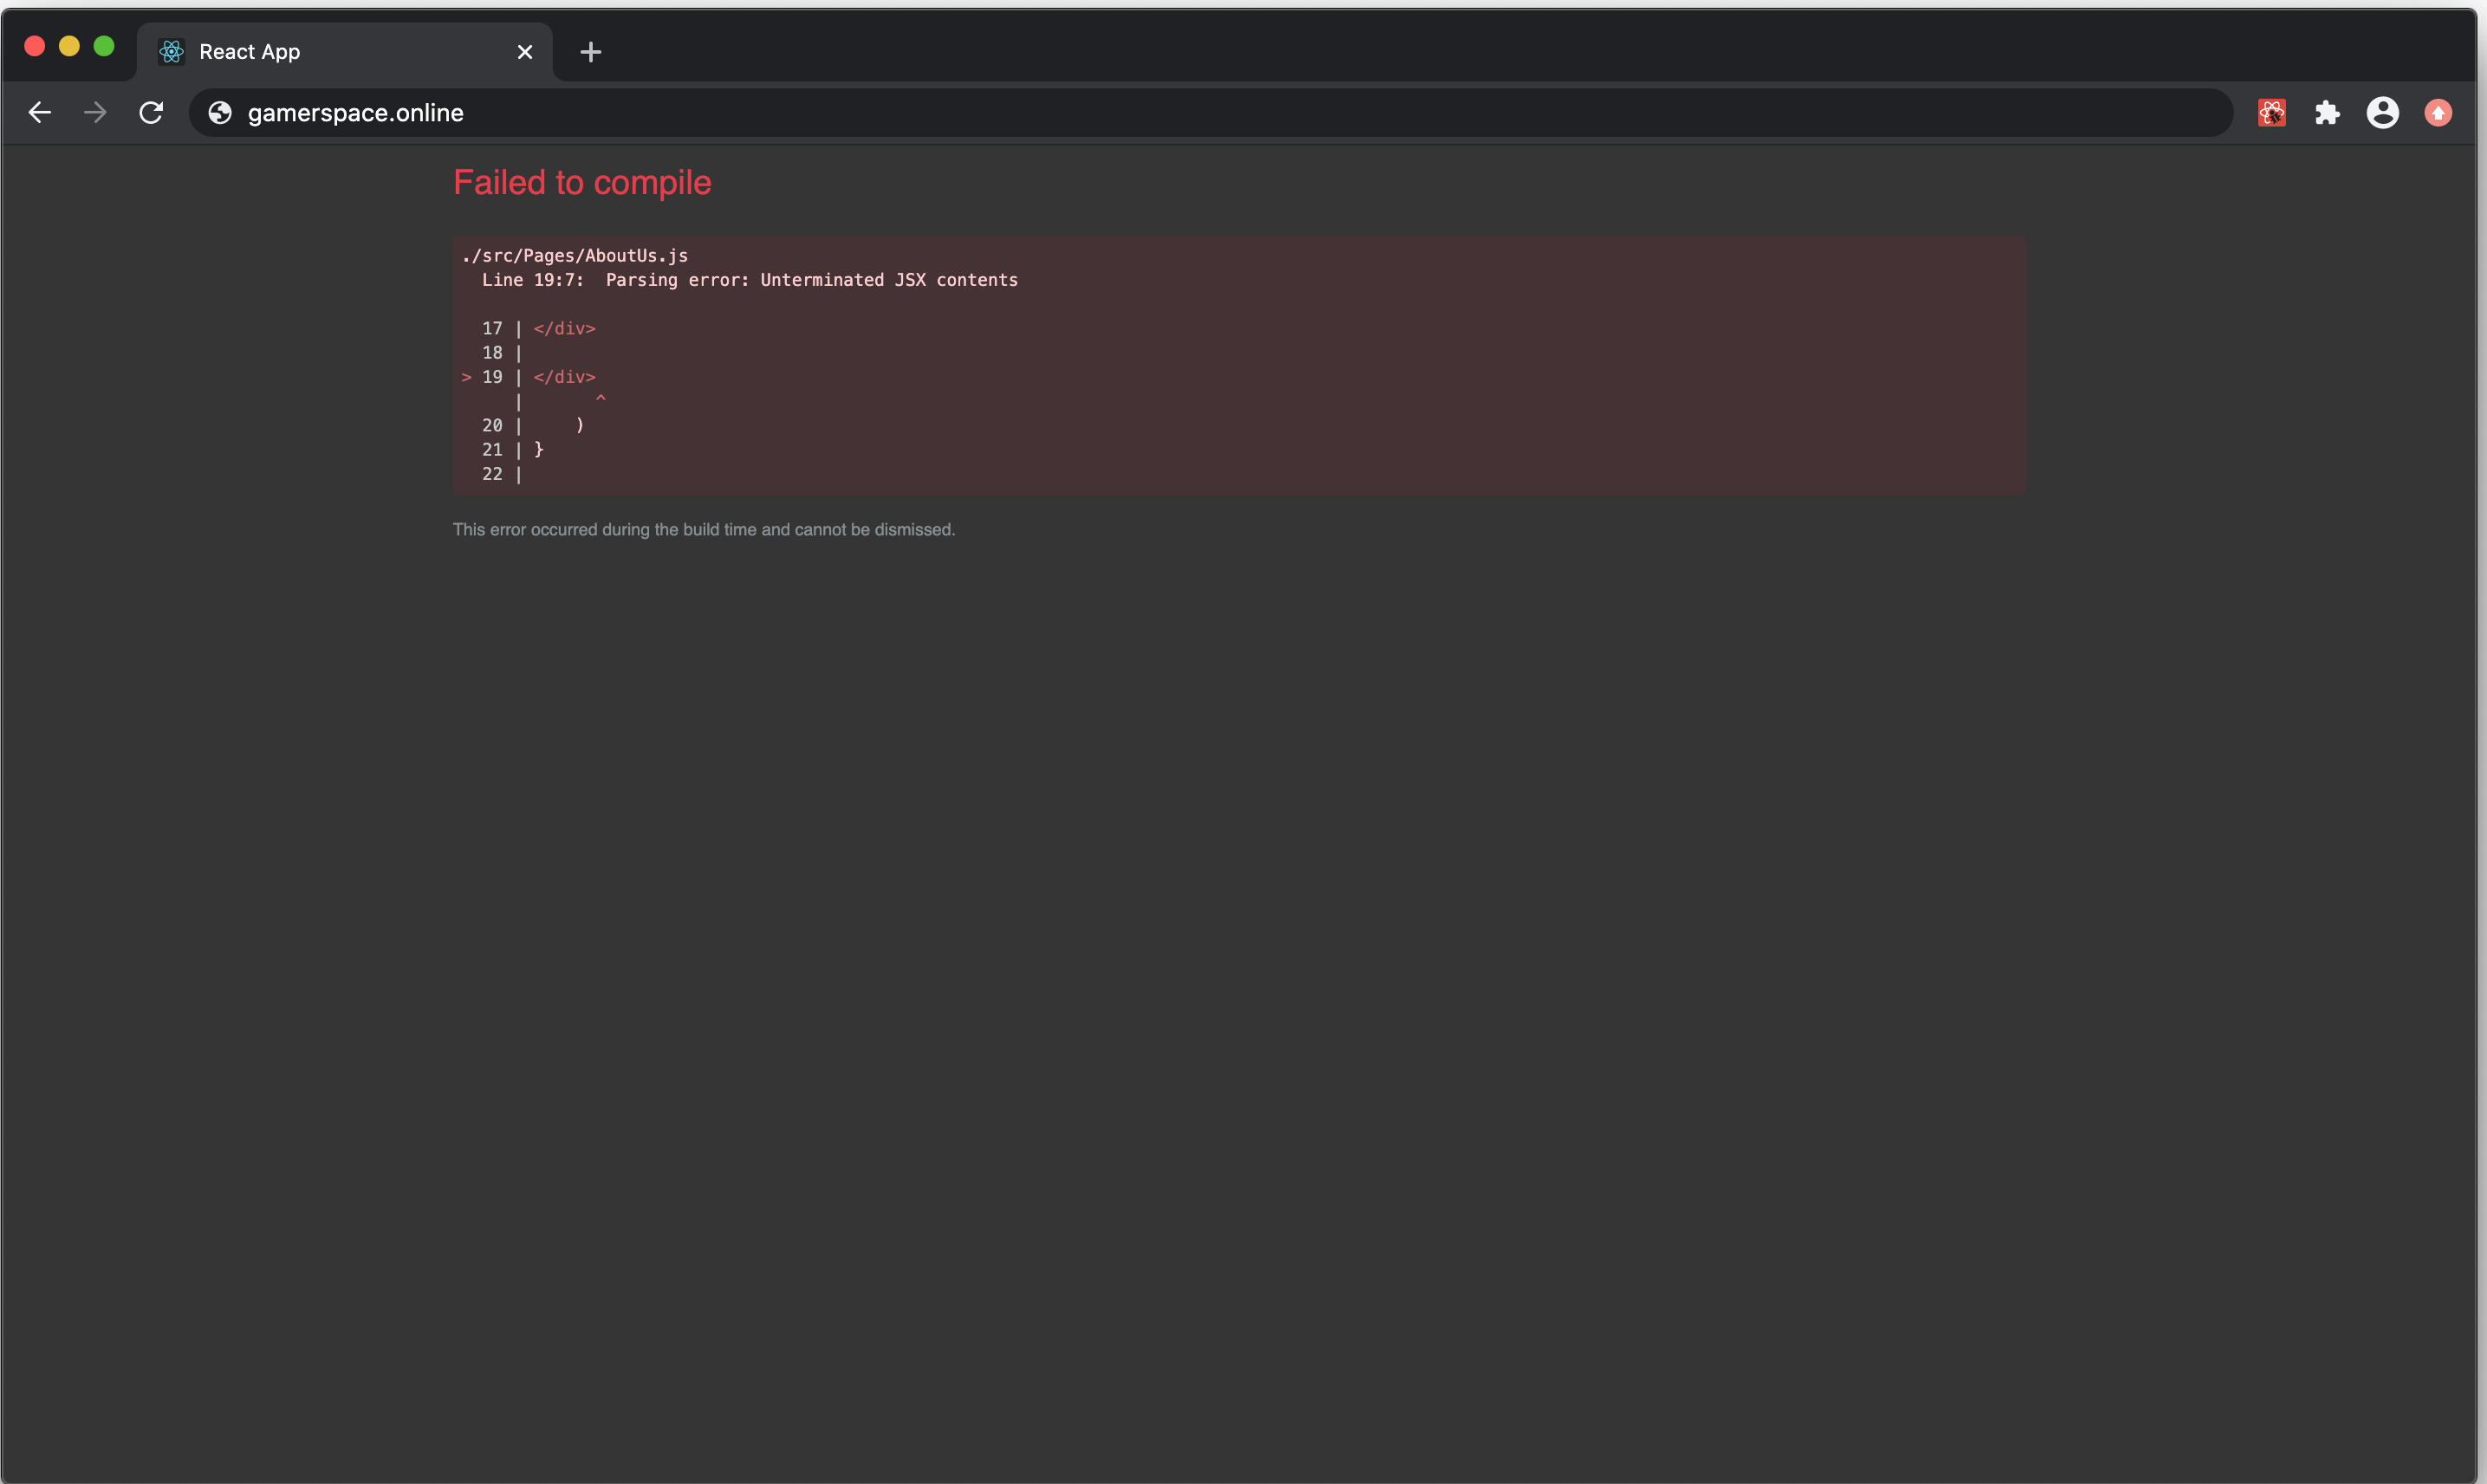 React App
gamerspace.online
Failed to compile
./src/Pages/AboutUs.js
  Line 19:7:  Parsing error: Unterminated JSX contents
  17 | </div>
  18 |
> 19 | </div>
     |       ^
  20 |     )
  21 | }
  22 |
This error occurred during the build time and cannot be dismissed.